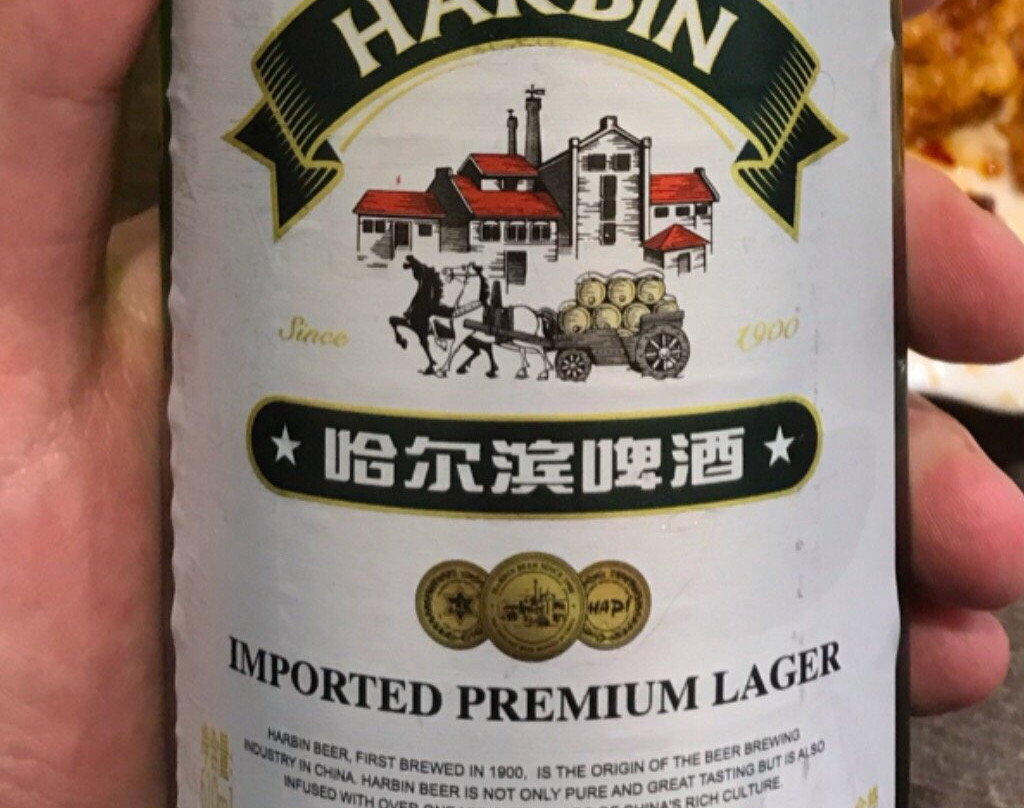 HARBIN
Since 1900
哈尔滨啤酒
HAPI
IMPORTED PREMIUM LAGER
HARBIN BEER, FIRST BREWED IN 1900, IS THE ORIGIN OF THE BEER BREWING
INDUSTRY IN CHINA. HARBIN BEER IS NOT ONLY PURE AND GREAT TASTING BUT IS ALSO
INFUSED WITH OVER CHINA'S RICH CULTURE